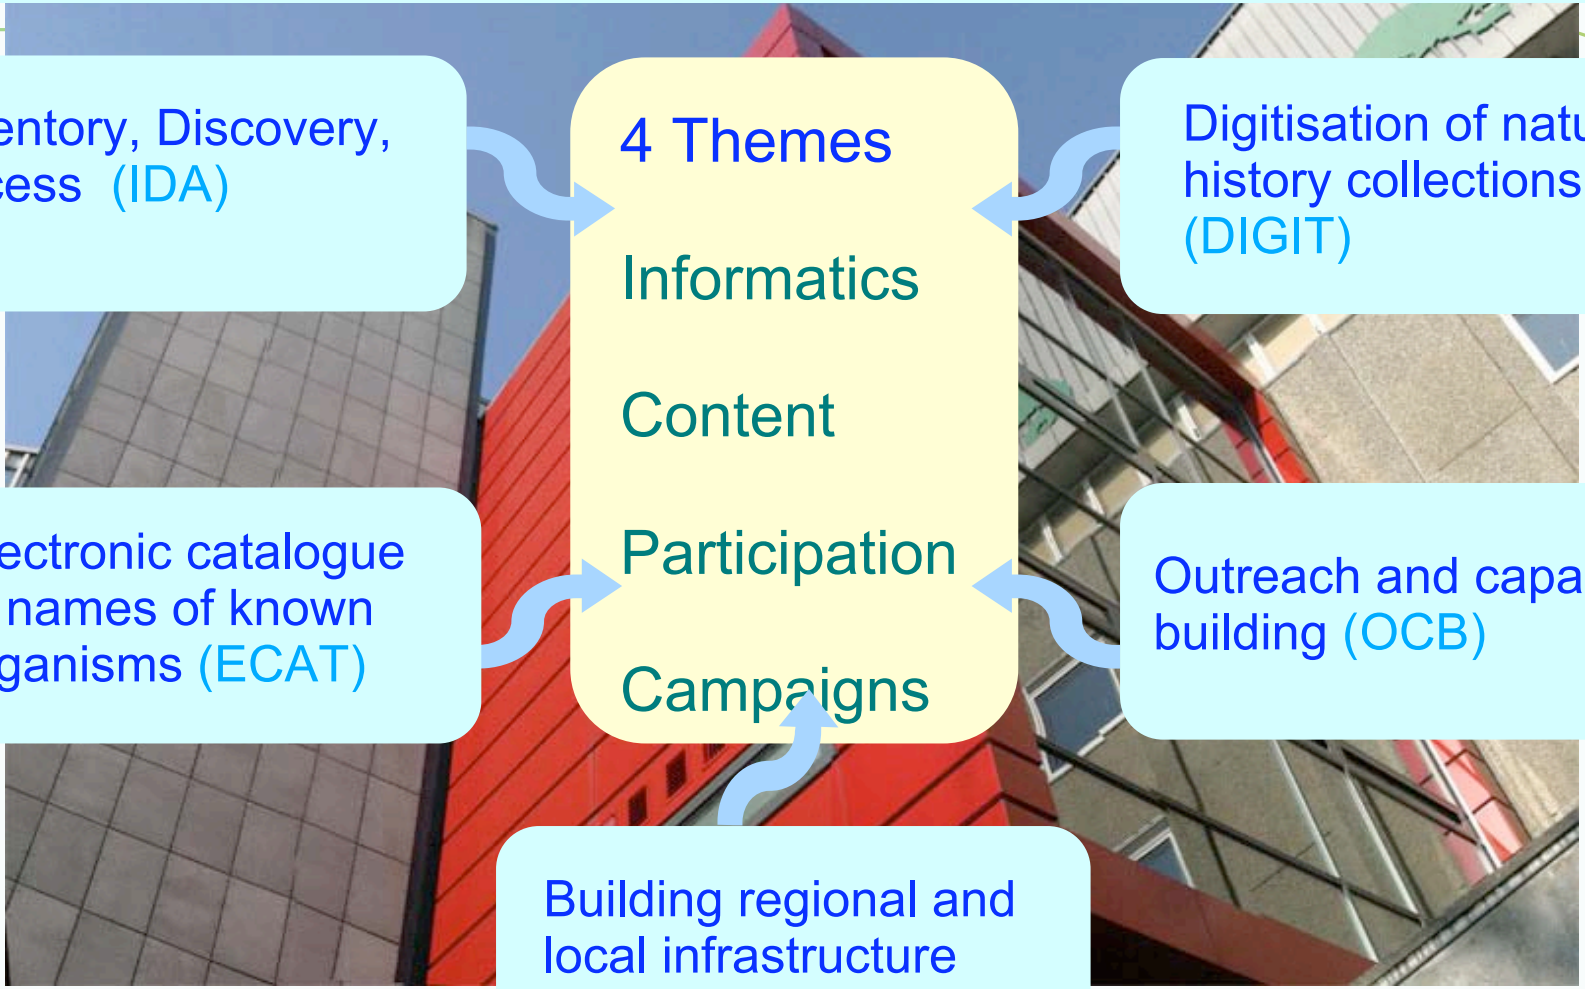 entory, Discovery,
cess (IDA)
4 Themes
Informatics
Content
Participation
Campaigns
Digitisation of natu
history collections
(DIGIT)
ectronic catalogue
names of known
ganisms (ECAT)
Outreach and capa
building (OCB)
Building regional and
local infrastructure